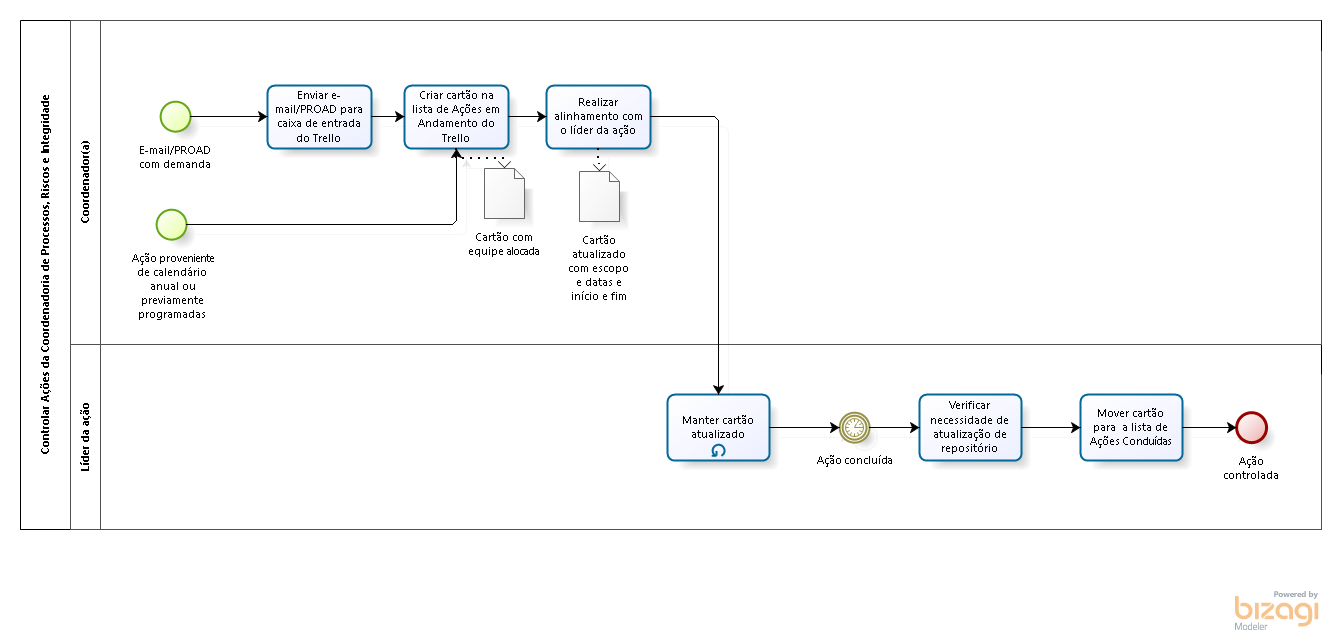 Controlar Ações da Coordenadoria de Processos, Riscos e Integridade
Coordenador(a)
E-mail/PROAD
com demanda
Enviar e-
mail/PROAD para
caixa de entrada
do Trello
Criar cartão na
lista de Ações em
Andamento do
Trello
Realizar
alinhamento com
o líder da ação
Cartão com
equipe alocada
Cartão
atualizado
com escopo
e datas e
início e fim
Ação proveniente
de calendário
anual ou
previamente
programadas
Líder da ação
Manter cartão
atualizado
Ação concluída
Verificar
necessidade de
atualização de
repositório
Mover cartão
para a lista de
Ações Concluídas
Ação
controlada
Powered by
bizagi
Modeler